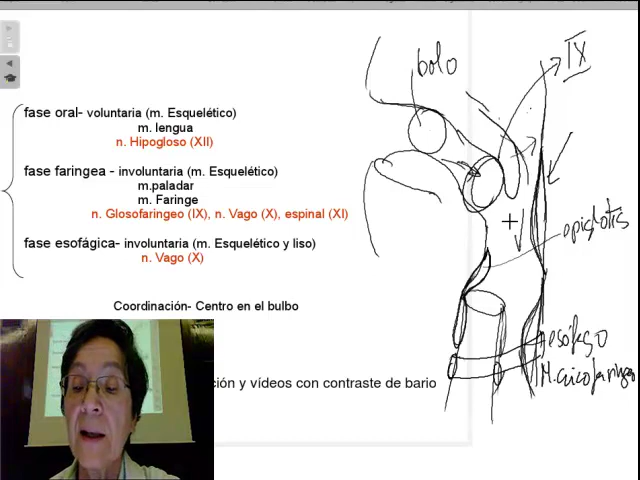 fase oral- voluntaria (m. Esquelético)
m. lengua
n. Hipogloso (XII)
fase faringea - involuntaria (m. Esquelético)
m.paladar
m. Faringe
n. Glosofaringeo (IX), n. Vago (X), espinal (XI)
fase esofágica- involuntaria (m. Esquelético y liso)
n. Vago (X)
Coordinación- Centro en el bulbo
ción y vídeos con contraste de bario
bolo
IX
+
epiglotis
esófago
M. cricofaringeo